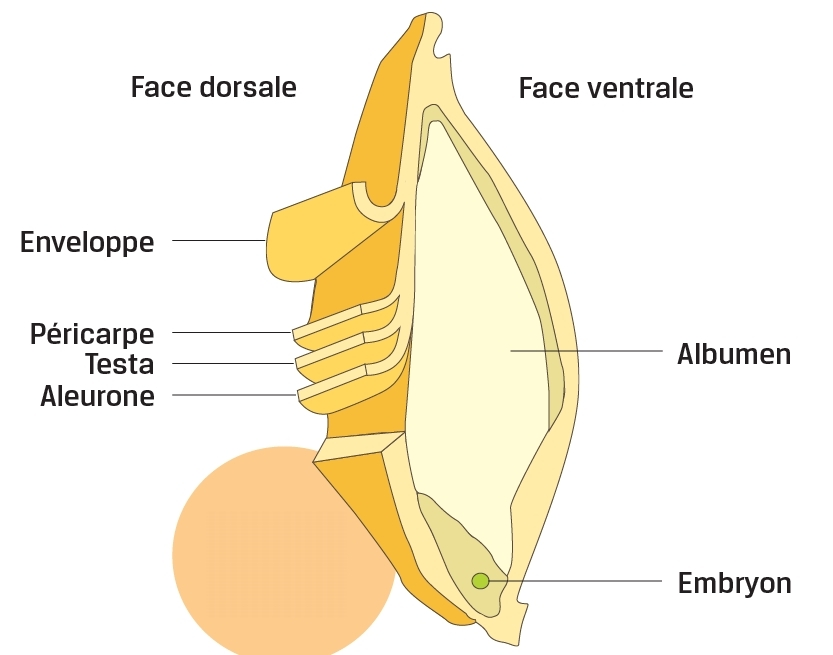 Face dorsale
Face ventrale
Enveloppe
Péricarpe
Testa
Aleurone
Albumen
Embryon